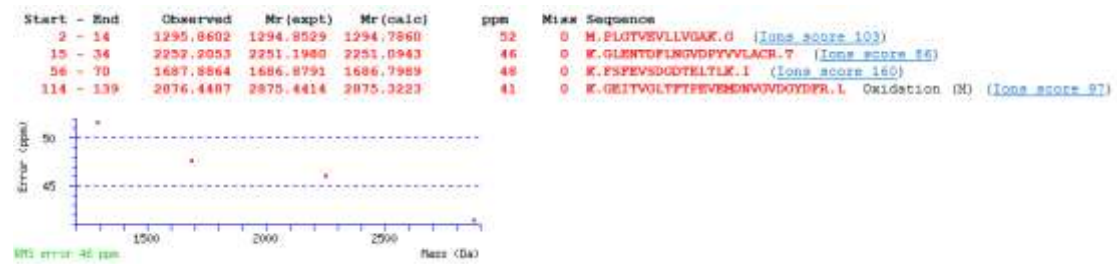 Start - End Observed Mr(expt) Mr(calc) ppm Miss Sequence
2 - 14 1295.8602 1294.8529 1294.7860 52 0 M.PLGTVEVLLVGAK.G (Ions score 103)
15 - 34 2252.2053 2251.1980 2251.0943 46 0 K.GLENTDFLNGVDPYVVLACR.T (Ions score 86)
56 - 70 1687.8864 1686.8791 1686.7989 48 0 K.FSFEVSDGDTELTLK.I (Ions score 160)
114 - 139 2876.4487 2875.4414 2875.3223 41 0 K.GEITVGLTFTPEVEMDNVGVDGYDFR.L Oxidation (M) (Ions score 97)
Error (ppm)
50
45
1500 2000 2500
RMS error 46 ppm Mass (Da)